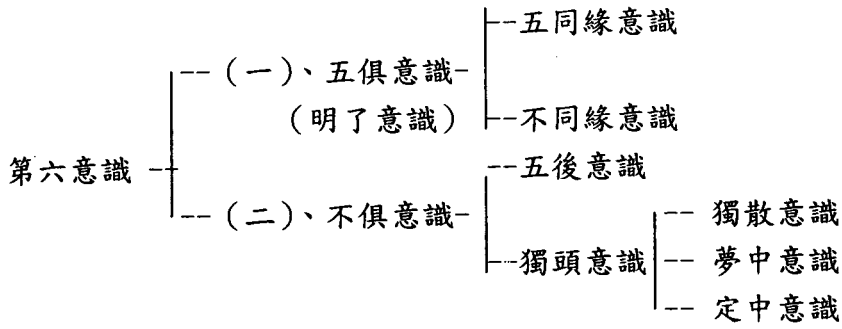 五同緣意識
(一)、五俱意識
(明了意識)
不同緣意識
第六意識
五後意識
(二)、不俱意識
獨散意識
獨頭意識
夢中意識
定中意識